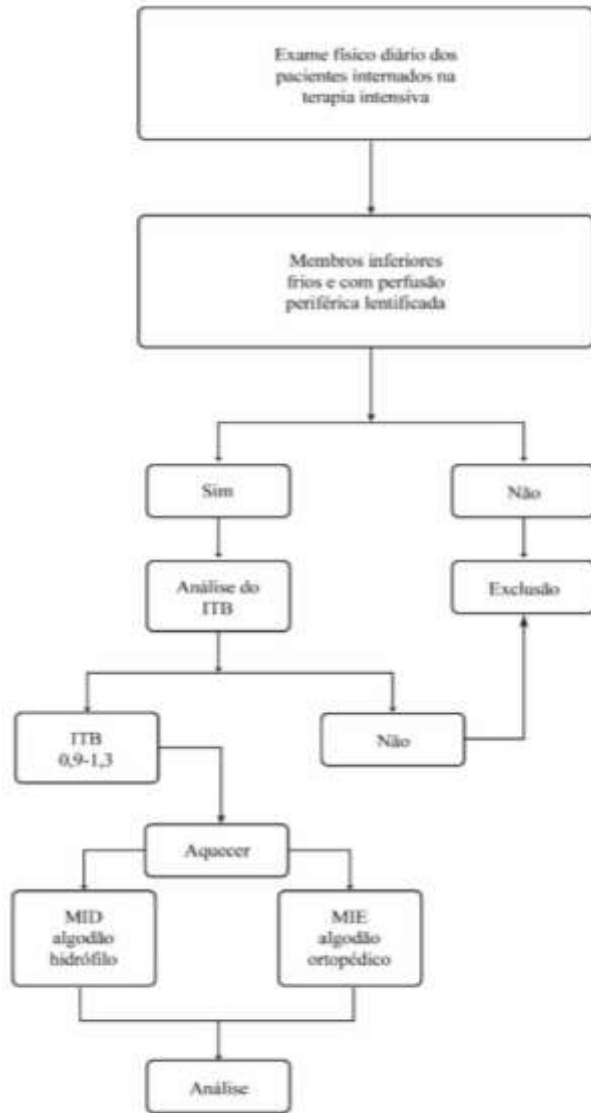 Exame físico diário dos
pacientes internados na
terapia intensiva
Membros inferiores
frios e com perfusão
periférica lentificada
Sim
Não
Análise do
ITB
Exclusão
ITB
0,9-1,3
Não
Aquecer
MID
algodão
hidrófilo
MIE
algodão
ortopédico
Análise